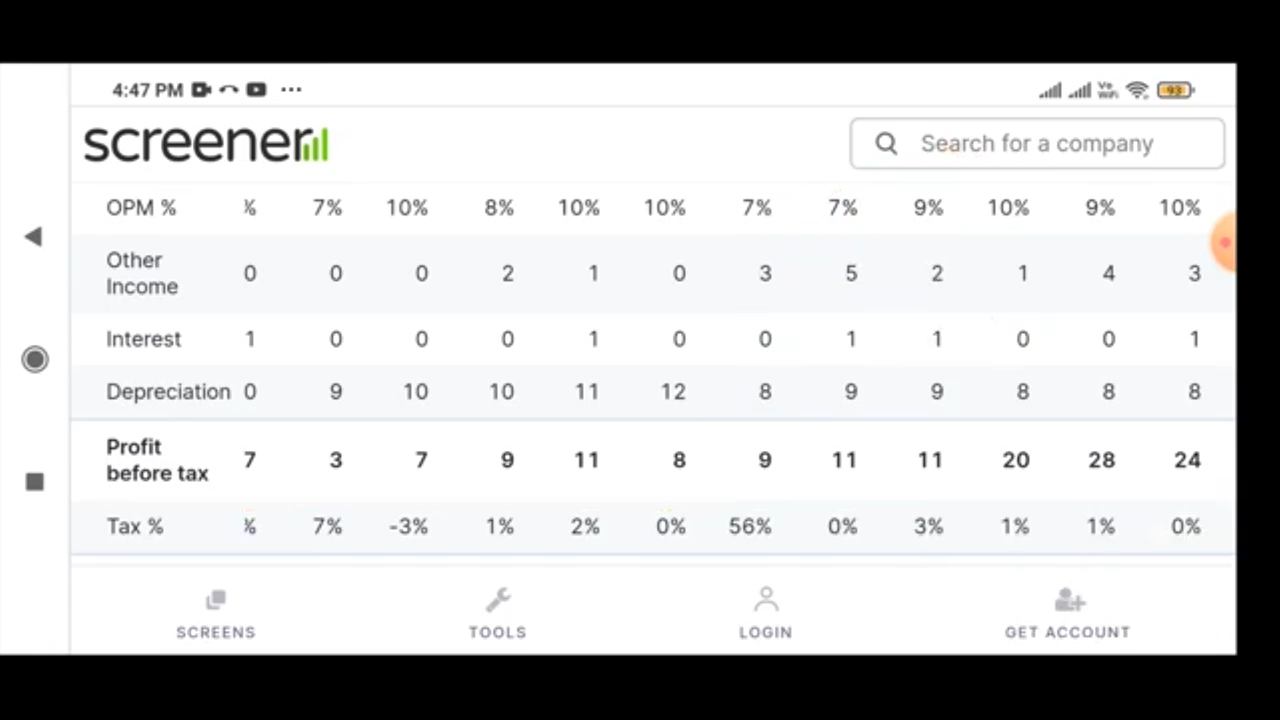 4:47 PM ...
Vo WiFi 93
screener
Search for a company
OPM % % 7% 10% 8% 10% 10% 7% 7% 9% 10% 9% 10%
Other Income 0 0 0 2 1 0 3 5 2 1 4 3
Interest 1 0 0 0 1 0 0 1 1 0 0 1
Depreciation 0 9 10 10 11 12 8 9 9 8 8 8
Profit before tax 7 3 7 9 11 8 9 11 11 20 28 24
Tax % % 7% -3% 1% 2% 0% 56% 0% 3% 1% 1% 0%
SCREENS TOOLS LOGIN GET ACCOUNT